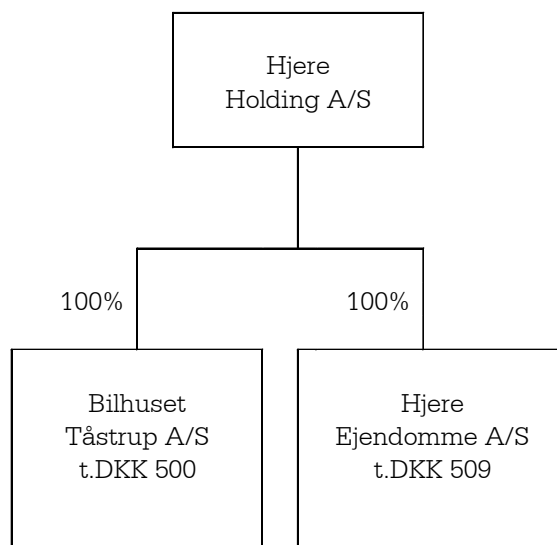 Hjere
Holding A/S
100%
100%
Bilhuset
Tåstrup A/S
t.DKK 500
Hjere
Ejendomme A/S
t.DKK 509